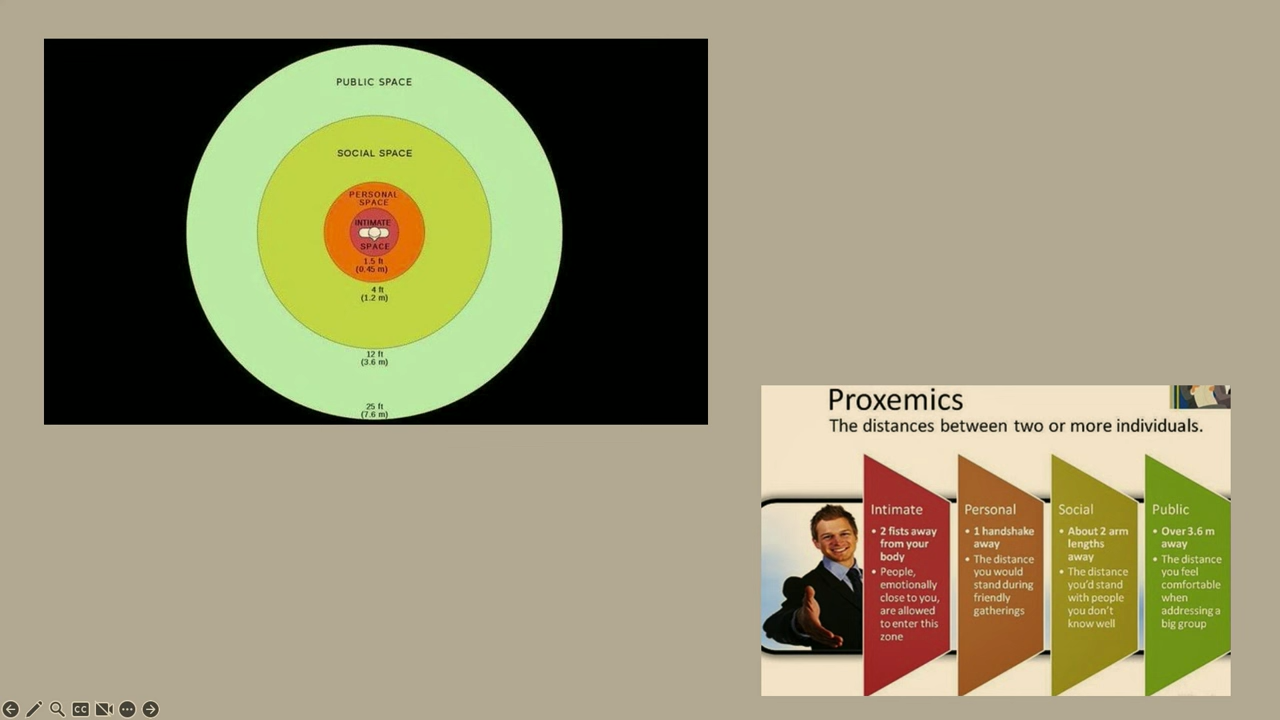 PUBLIC SPACE
SOCIAL SPACE
PERSONAL
SPACE
INTIMATE
SPACE
1.5 ft
(0.45 m)
4 ft
(1.2 m)
12 ft
(3.6 m)
25 ft
(7.6 m)
Proxemics
The distances between two or more individuals.
Intimate
• 2 fists away
from your
body
• People,
emotionally
close to you,
are allowed
to enter this
zone
Personal
• 1 handshake
away
• The distance
you would
stand during
friendly
gatherings
Social
• About 2 arm
lengths
away
• The distance
you'd stand
with people
you don't
know well
Public
• Over 3.6 m
away
• The distance
you feel
comfortable
when
addressing a
big group
CC